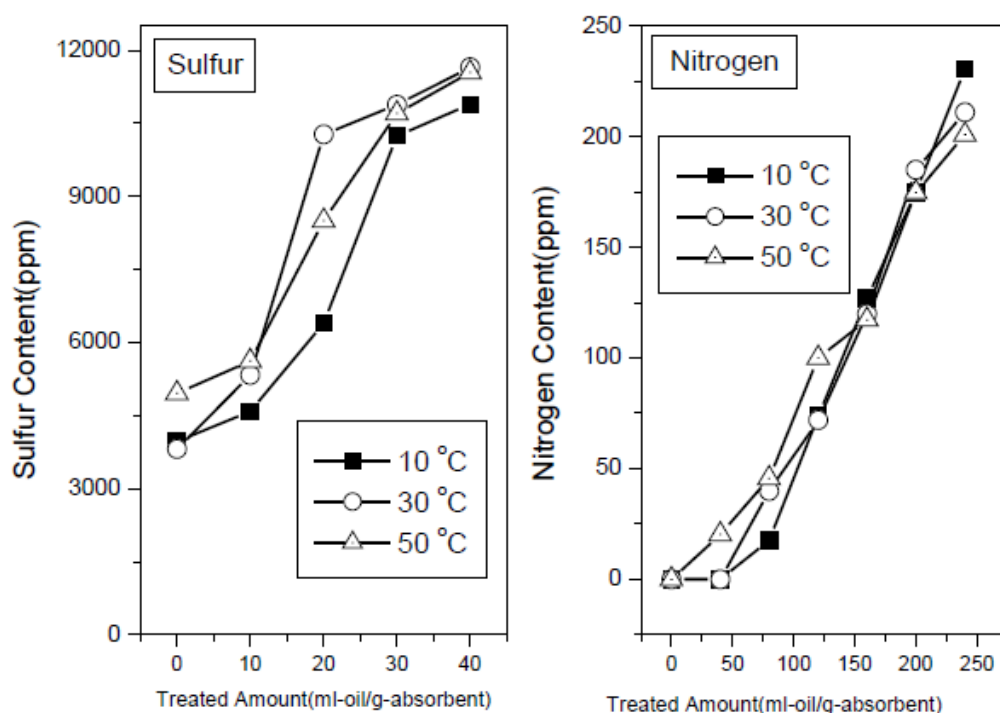 Sulfur
12000
9000
6000
3000
0
Sulfur Content(ppm)
10 °C
30 °C
50 °C
0 10 20 30 40
Treated Amount(ml-oil/g-absorbent)
Nitrogen
250
200
150
100
50
0
Nitrogen Content(ppm)
10 °C
30 °C
50 °C
0 50 100 150 200 250
Treated Amount(ml-oil/g-absorbent)